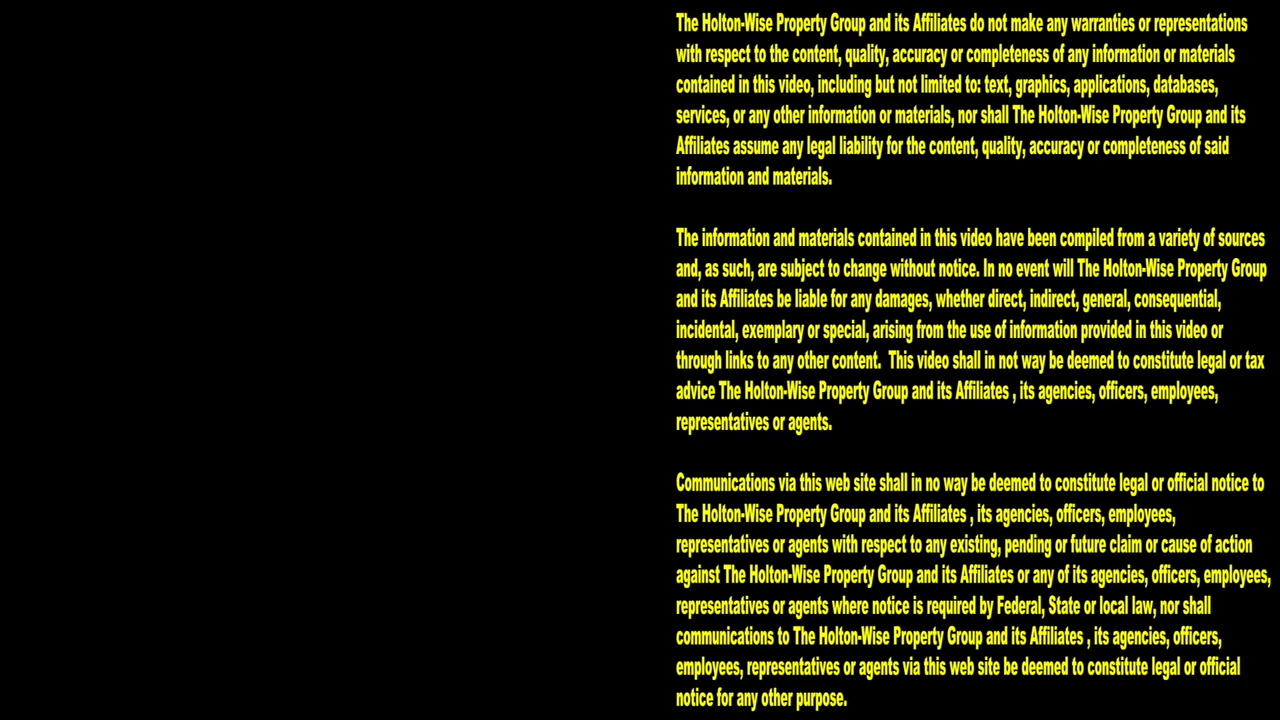 The Holton-Wise Property Group and its Affiliates do not make any warranties or representations
with respect to the content, quality, accuracy or completeness of any information or materials
contained in this video, including but not limited to: text, graphics, applications, databases,
services, or any other information or materials, nor shall The Holton-Wise Property Group and its
Affiliates assume any legal liability for the content, quality, accuracy or completeness of said
information and materials.
The information and materials contained in this video have been compiled from a variety of sources
and, as such, are subject to change without notice. In no event will The Holton-Wise Property Group
and its Affiliates be liable for any damages, whether direct, indirect, general, consequential,
incidental, exemplary or special, arising from the use of information provided in this video or
through links to any other content.  This video shall in not way be deemed to constitute legal or tax
advice The Holton-Wise Property Group and its Affiliates , its agencies, officers, employees,
representatives or agents.
Communications via this web site shall in no way be deemed to constitute legal or official notice to
The Holton-Wise Property Group and its Affiliates , its agencies, officers, employees,
representatives or agents with respect to any existing, pending or future claim or cause of action
against The Holton-Wise Property Group and its Affiliates or any of its agencies, officers, employees,
representatives or agents where notice is required by Federal, State or local law, nor shall
communications to The Holton-Wise Property Group and its Affiliates , its agencies, officers,
employees, representatives or agents via this web site be deemed to constitute legal or official
notice for any other purpose.